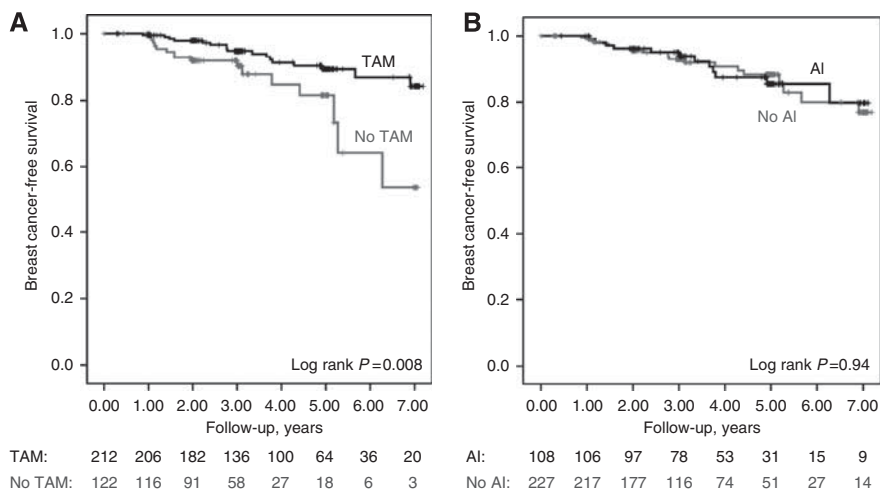 A
Breast cancer-free survival
1.0
0.8
0.6
0.4
0.2
0.0
TAM
No TAM
Log rank P=0.008
0.00 1.00 2.00 3.00 4.00 5.00 6.00 7.00
Follow-up, years
TAM: 212 206 182 136 100 64 36 20
No TAM: 122 116 91 58 27 18 6 3
B
Breast cancer-free survival
1.0
0.8
0.6
0.4
0.2
0.0
AI
No AI
Log rank P=0.94
0.00 1.00 2.00 3.00 4.00 5.00 6.00 7.00
Follow-up, years
AI: 108 106 97 78 53 31 15 9
No AI: 227 217 177 116 74 51 27 14